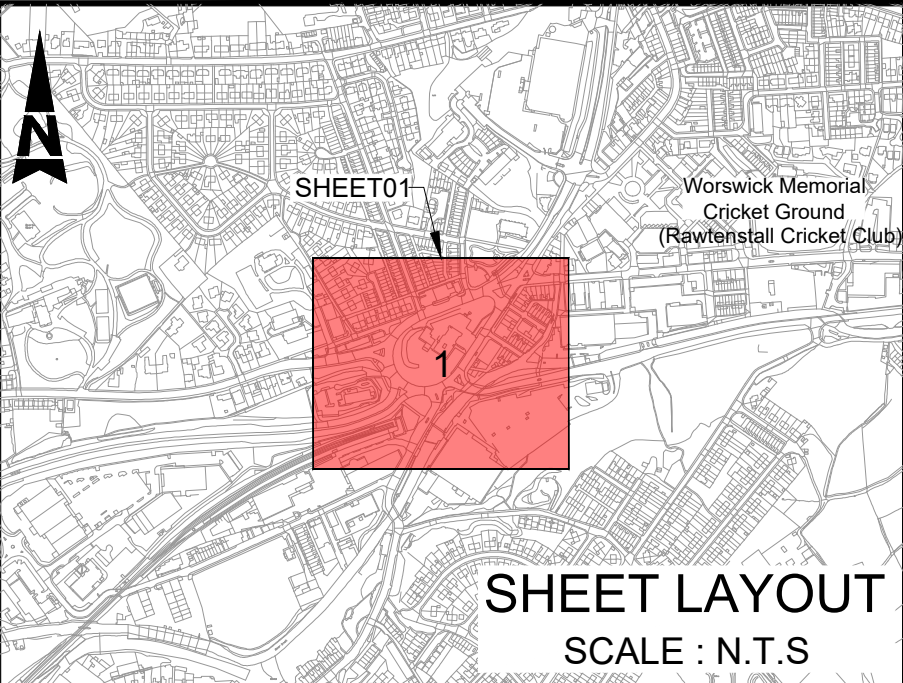 N
SHEET01
Worswick Memorial
Cricket Ground
(Rawtenstall Cricket Club)
1
SHEET LAYOUT
SCALE : N.T.S